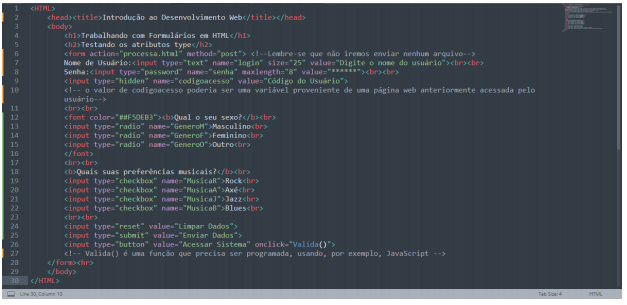 1 <HTML>
2 <head><title>Introdução ao Desenvolvimento Web</title></head>
3 <body>
4 <h1>Trabalhando com Formulários em HTML</h1>
5 <h2>Testando os atributos type</h2>
6 <form action="processa.html" method="post"> <!--Lembre-se que não iremos enviar nenhum arquivo-->
7 Nome de Usuário:<input type="text" name="login" size="25" value="Digite o nome do usuário"><br><br>
8 Senha:<input type="password" name="senha" maxlength="8" value="******"><br><br>
9 <input type="hidden" name="codigoacesso" value="Código do Usuário">
10 <!-- o valor de codigoacesso poderia ser uma variável proveniente de uma página web anteriormente acessada pelo
usuário-->
11 <br><br>
12 <font color="##F5DEB3"><b>Qual o seu sexo?</b><br>
13 <input type="radio" name="GeneroM">Masculino<br>
14 <input type="radio" name="GeneroF">Feminino<br>
15 <input type="radio" name="GeneroO">Outro<br>
16 </font>
17 <br><br>
18 <b>Quais suas preferências musicais?</b><br>
19 <input type="checkbox" name="MusicaR">Rock<br>
20 <input type="checkbox" name="MusicaA">Axé<br>
21 <input type="checkbox" name="MusicaJ">Jazz<br>
22 <input type="checkbox" name="MusicaB">Blues<br>
23 <br><br>
24 <input type="reset" value="Limpar Dados">
25 <input type="submit" value="Enviar Dados">
26 <input type="button" value="Acessar Sistema" onclick="Valida()">
27 <!-- Valida() é uma função que precisa ser programada, usando, por exemplo, JavaScript -->
28 </form><hr>
29 </body>
30 </HTML>
Line 30, Column 10 Tab Size: 4 HTML